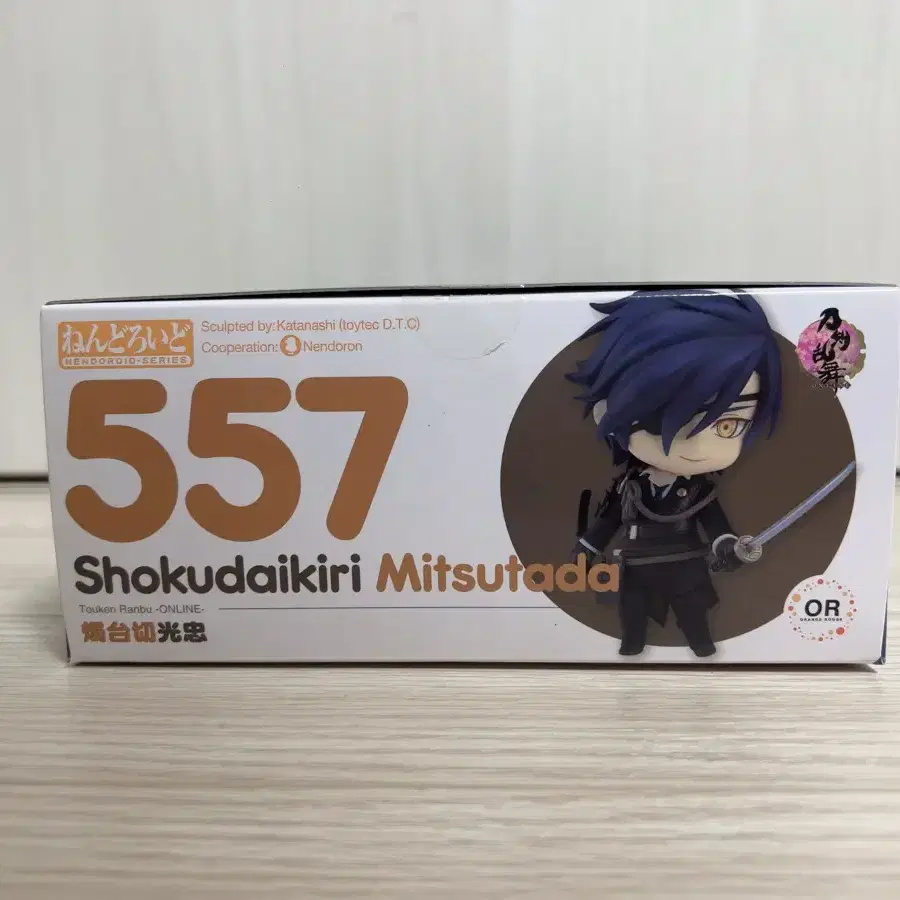 ねんどろいど
NENDOROID-SERIES
Sculpted by: Katanashi (toytec D.T.C)
Cooperation: Nendoron
557
Shokudaikiri Mitsutada
Touken Ranbu -ONLINE-
燭台切光忠
刀剣乱舞
OR
ORANGE ROUGE